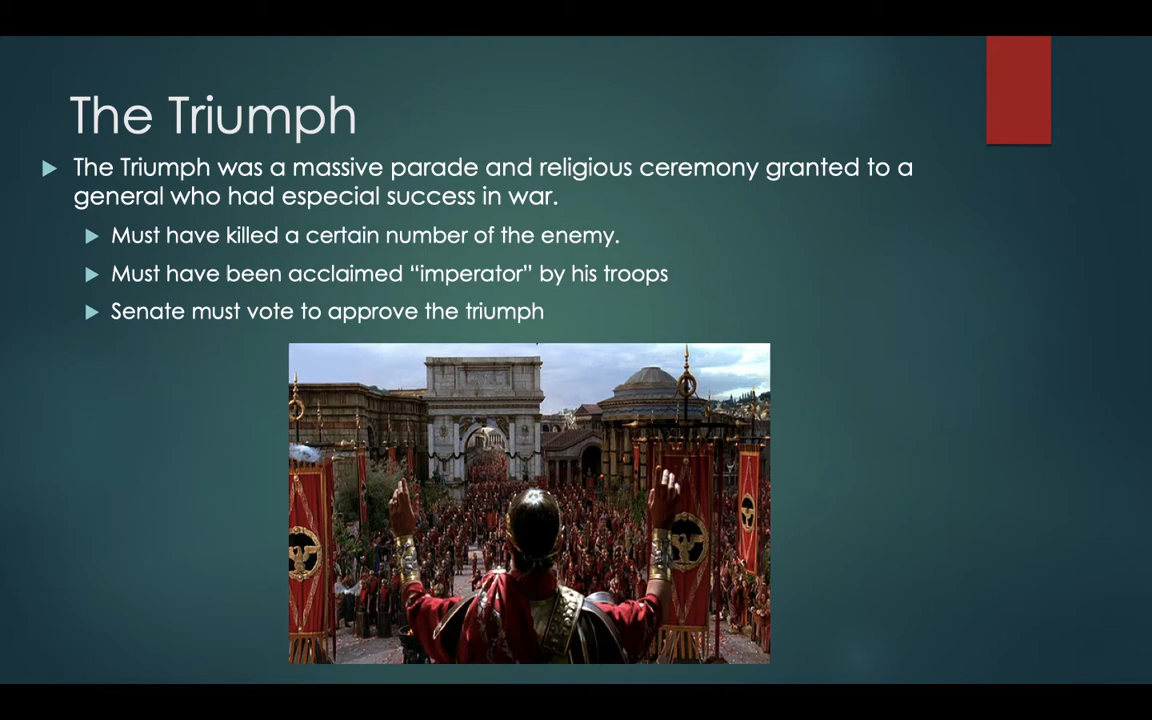 The Triumph
The Triumph was a massive parade and religious ceremony granted to a
general who had especial success in war.
Must have killed a certain number of the enemy.
Must have been acclaimed “imperator” by his troops
Senate must vote to approve the triumph